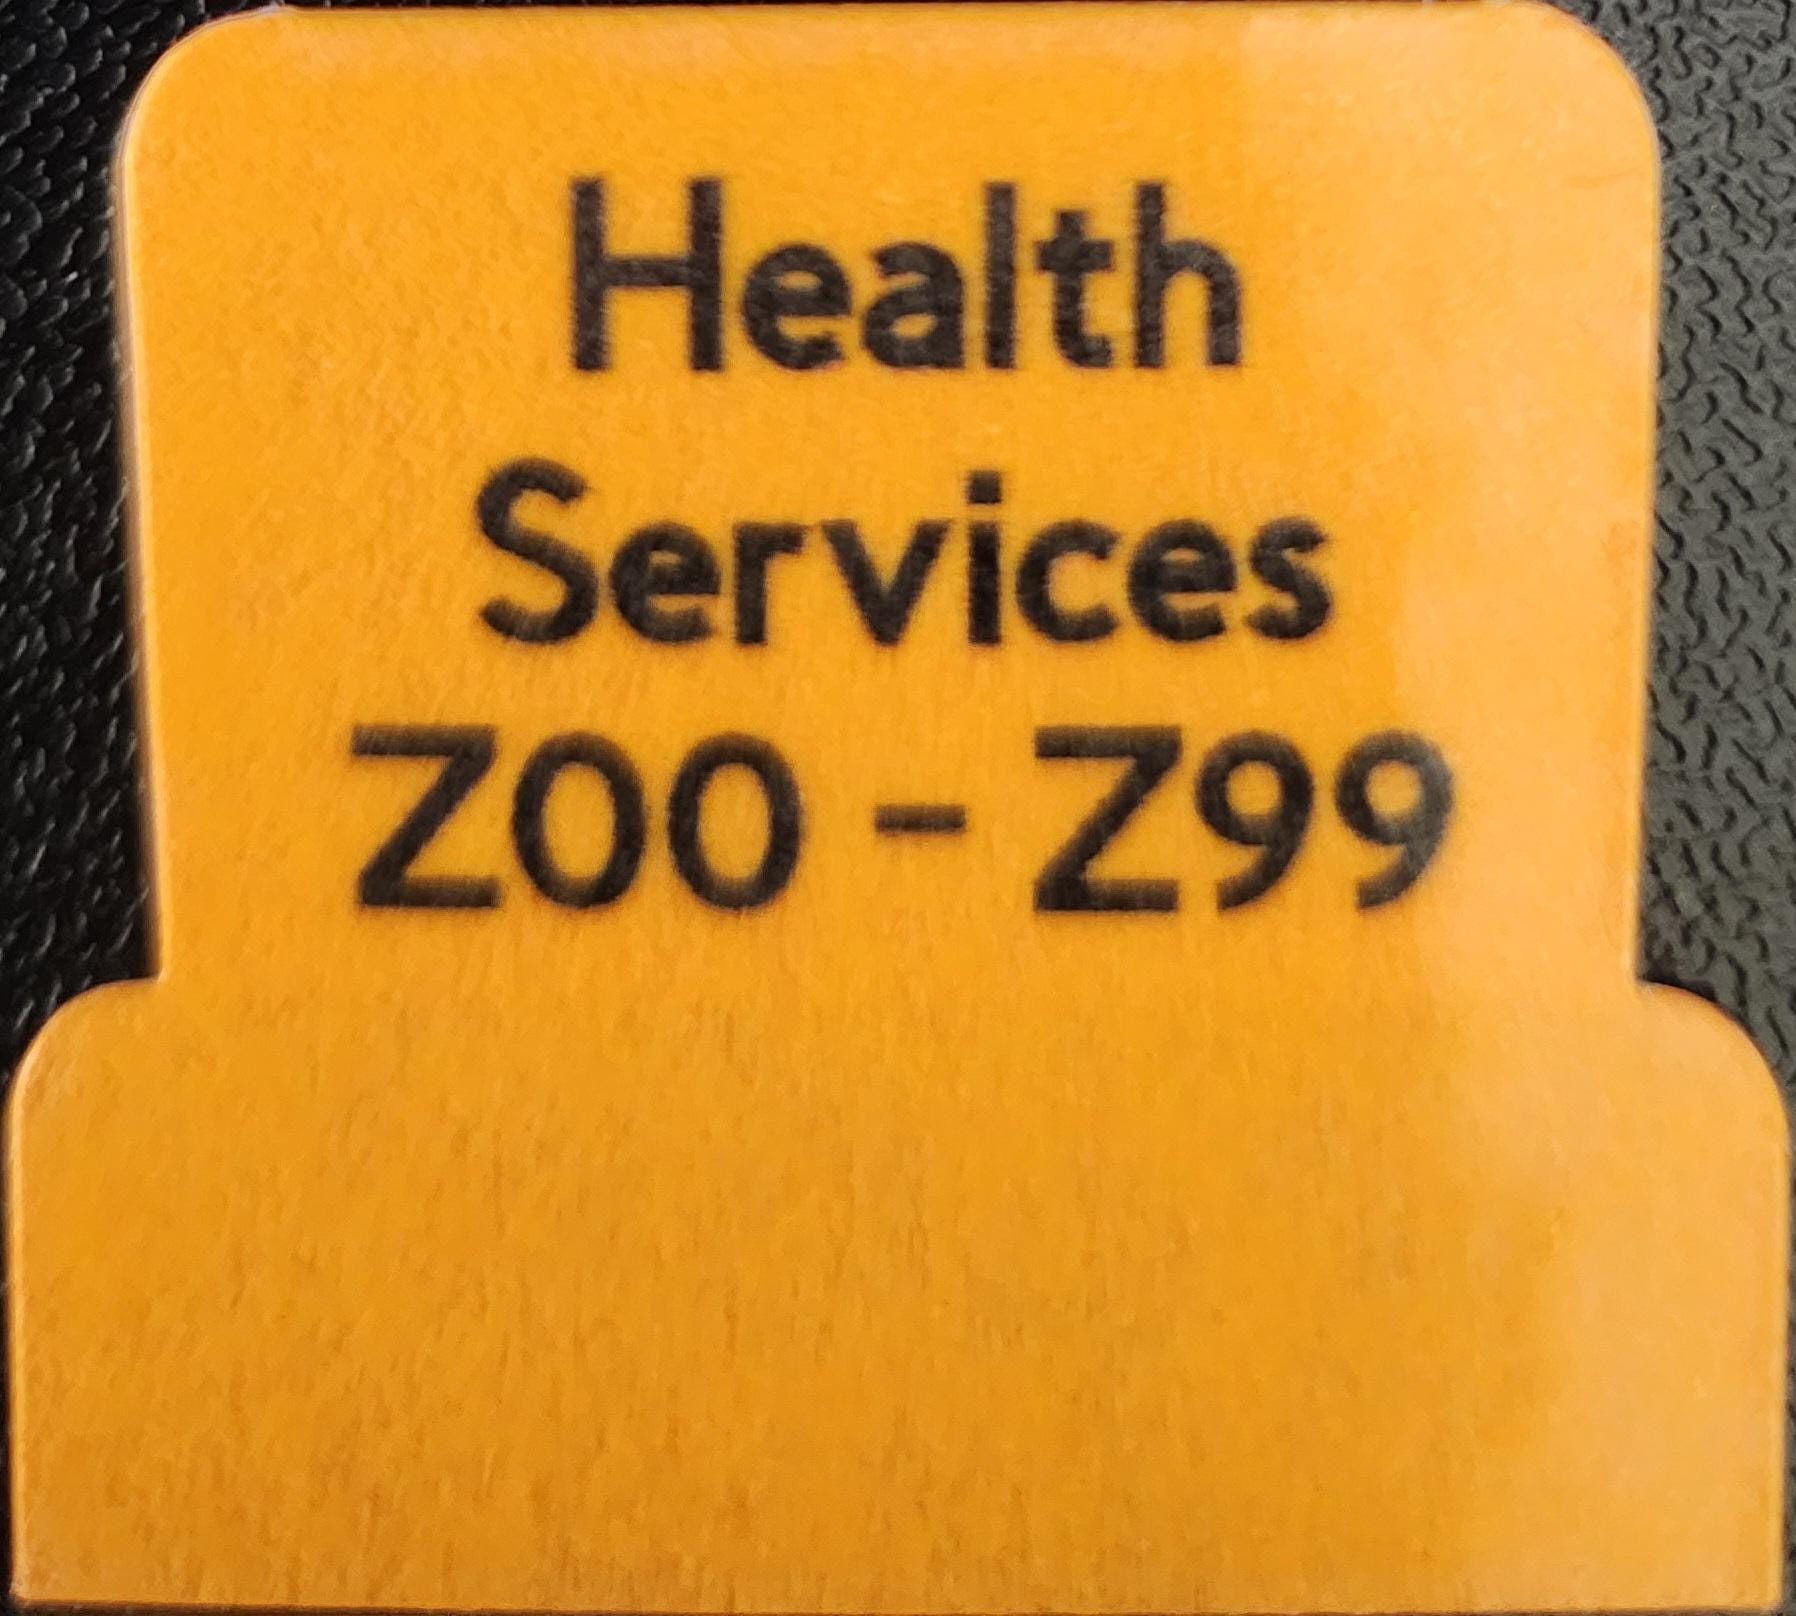 Health
Services
Z00 - Z99